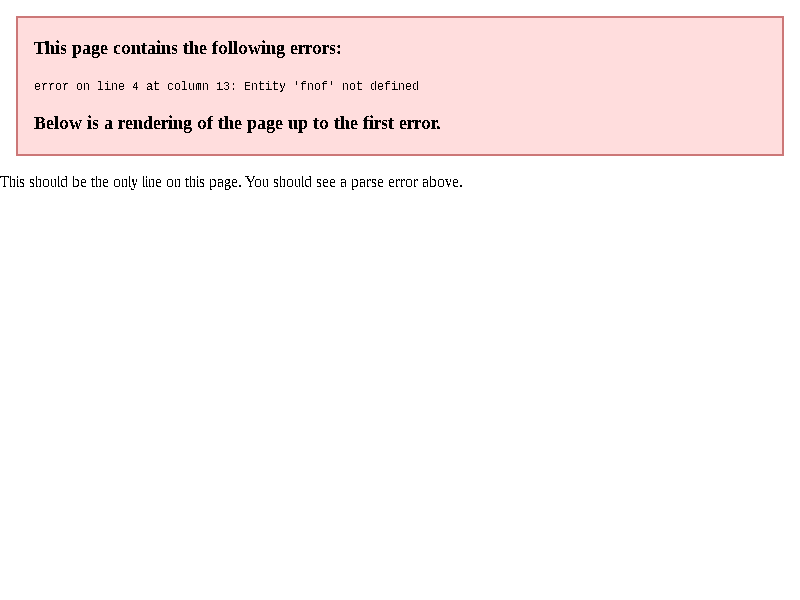 This page contains the following errors:
error on line 4 at column 13: Entity 'fnof' not defined
Below is a rendering of the page up to the first error.
This should be the only line on this page. You should see a parse error above.